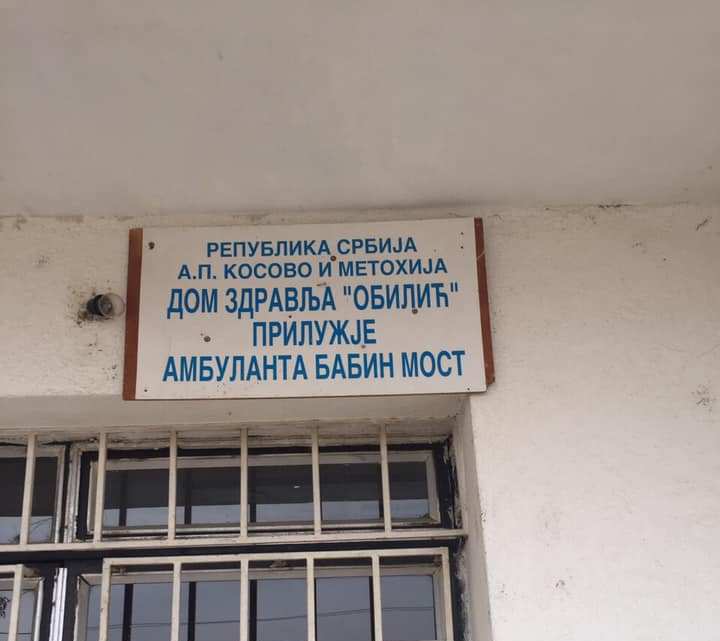 РЕПУБЛИКА СРБИЈА
А.П. КОСОВО И МЕТОХИЈА
ДОМ ЗДРАВЉА "ОБИЛИЋ"
ПРИЛУЖЈЕ
АМБУЛАНТА БАБИН МОСТ